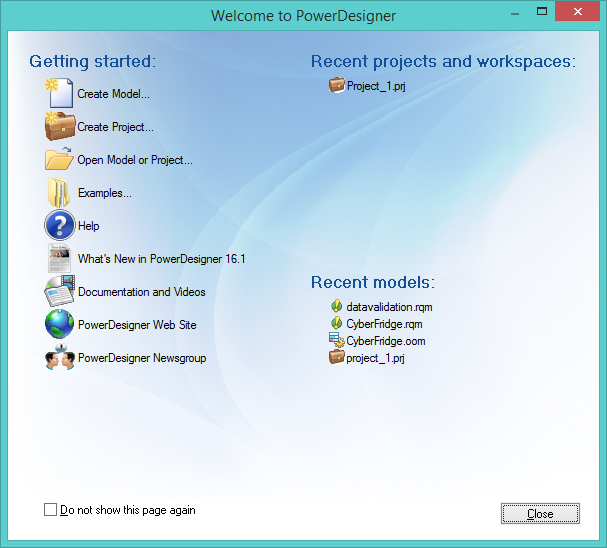 Welcome to PowerDesigner
Getting started:
Create Model...
Create Project...
Open Model or Project...
Examples...
Help
What's New in PowerDesigner 16.1
Documentation and Videos
PowerDesigner Web Site
PowerDesigner Newsgroup
Recent projects and workspaces:
Project_1.prj
Recent models:
datavalidation.rqm
CyberFridge.rqm
CyberFridge.oom
project_1.prj
Do not show this page again
Close